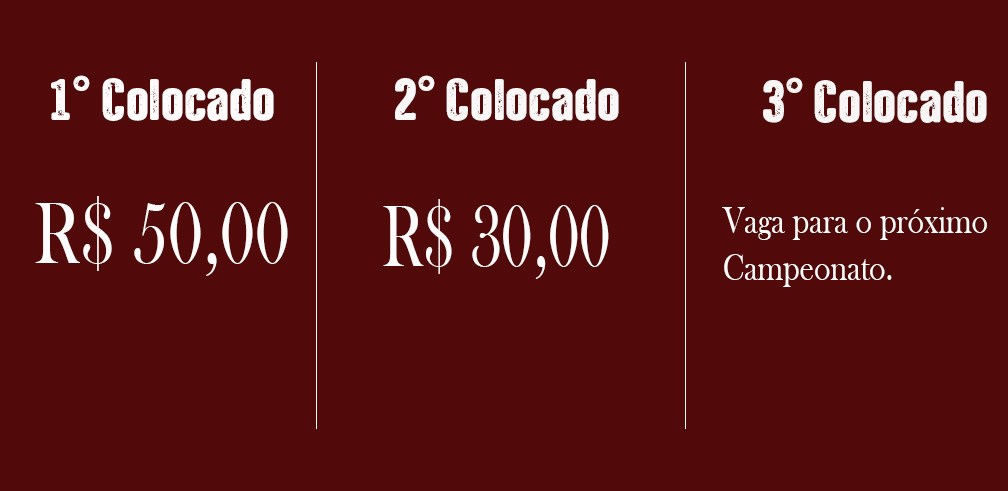 1° Colocado
R$ 50,00
2° Colocado
R$ 30,00
3° Colocado
Vaga para o próximo
Campeonato.